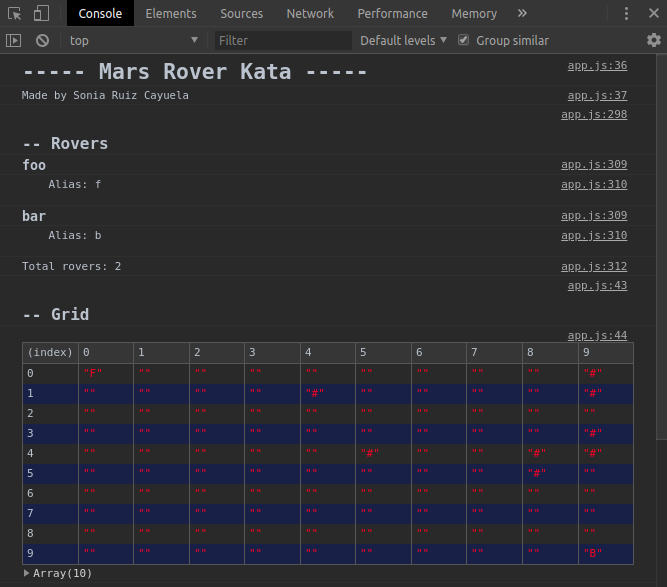 Console Elements Sources Network Performance Memory »
top Filter Default levels Group similar
----- Mars Rover Kata ----- app.js:36
Made by Sonia Ruiz Cayuela app.js:37
app.js:298
-- Rovers
foo app.js:309
Alias: f app.js:310
bar app.js:309
Alias: b app.js:310
Total rovers: 2 app.js:312
app.js:43
-- Grid
app.js:44
(index) 0 1 2 3 4 5 6 7 8 9
0 "F" "" "" "" "" "" "" "" "" "#"
1 "" "" "" "" "#" "" "" "" "" "#"
2 "" "" "" "" "" "" "" "" "" ""
3 "" "" "" "" "" "" "" "" "" "#"
4 "" "" "" "" "" "#" "" "" "#" "#"
5 "" "" "" "" "" "" "" "" "#" ""
6 "" "" "" "" "" "" "" "" "" ""
7 "" "" "" "" "" "" "" "" "" ""
8 "" "" "" "" "" "" "" "" "" ""
9 "" "" "" "" "" "" "" "" "" "B"
Array(10)